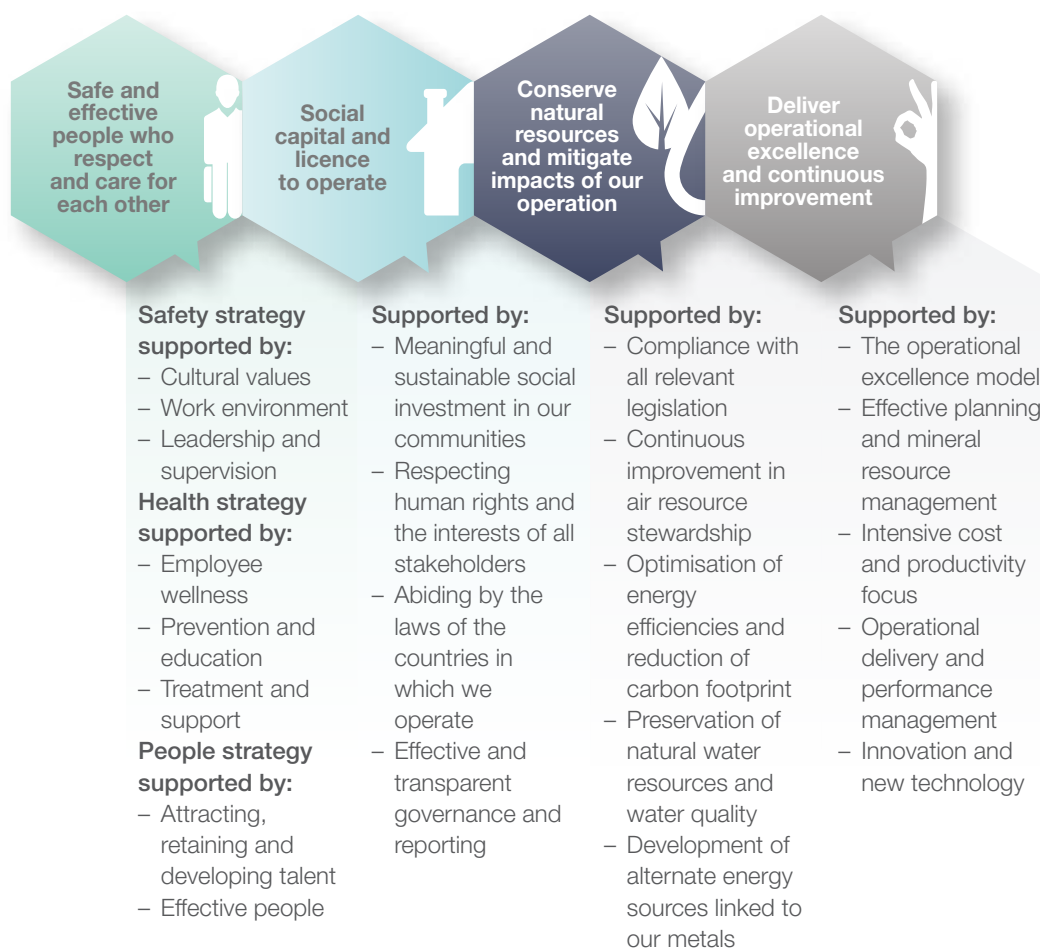 Safe and
effective
people who
respect
and care for
each other
Social
capital and
licence
to operate
Conserve
natural
resources
and mitigate
impacts of our
operation
Deliver
operational
excellence
and continuous
improvement
Safety strategy
supported by:
– Cultural values
– Work environment
– Leadership and
supervision
Health strategy
supported by:
– Employee
wellness
– Prevention and
education
– Treatment and
support
People strategy
supported by:
– Attracting,
retaining and
developing talent
– Effective people
Supported by:
– Meaningful and
sustainable social
investment in our
communities
– Respecting
human rights and
the interests of all
stakeholders
– Abiding by the
laws of the
countries in
which we
operate
– Effective and
transparent
governance and
reporting
Supported by:
– Compliance with
all relevant
legislation
– Continuous
improvement in
air resource
stewardship
– Optimisation of
energy
efficiencies and
reduction of
carbon footprint
– Preservation of
natural water
resources and
water quality
– Development of
alternate energy
sources linked to
our metals
Supported by:
– The operational
excellence model
– Effective planning
and mineral
resource
management
– Intensive cost
and productivity
focus
– Operational
delivery and
performance
management
– Innovation and
new technology